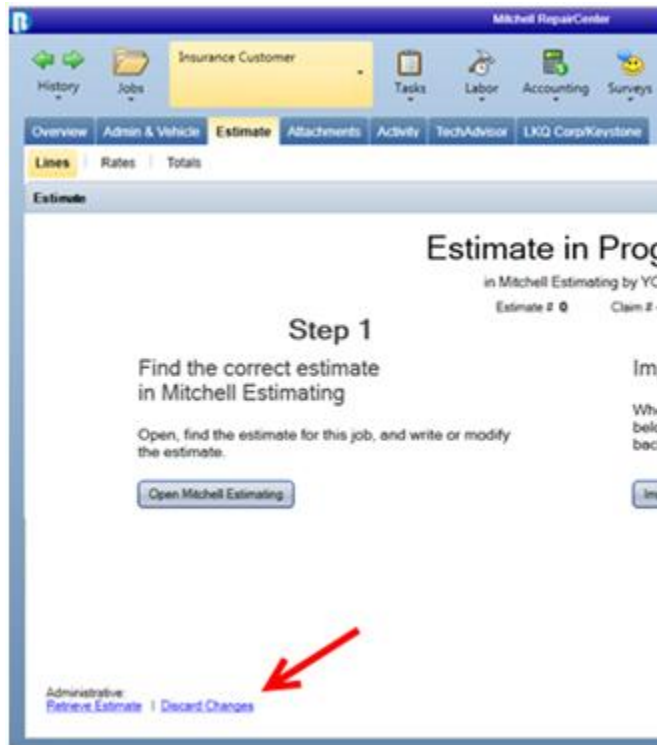 Mitchell RepairCenter
Insurance Customer
History Jobs Tasks Labor Accounting Surveys
Overview Admin & Vehicle Estimate Attachments Activity TechAdvisor LKQ Corp/Keystone
Lines Rates Totals
Estimate
Estimate in Prog
in Mitchell Estimating by YO
Estimate # 0 Claim #
Step 1
Find the correct estimate
in Mitchell Estimating
Open, find the estimate for this job, and write or modify
the estimate.
Open Mitchell Estimating
Im
Whe
belo
bac
Im
Administrative:
Retrieve Estimate | Discard Changes